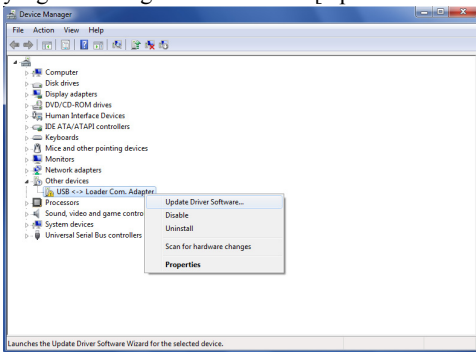 Device Manager
File Action View Help
Computer
Disk drives
Display adapters
DVD/CD-ROM drives
Human Interface Devices
IDE ATA/ATAPI controllers
Keyboards
Mice and other pointing devices
Monitors
Network adapters
Other devices
USB <-> Loader Com. Adapter
Processors
Sound, video and game contro
System devices
Universal Serial Bus controllers
Update Driver Software...
Disable
Uninstall
Scan for hardware changes
Properties
Launches the Update Driver Software Wizard for the selected device.